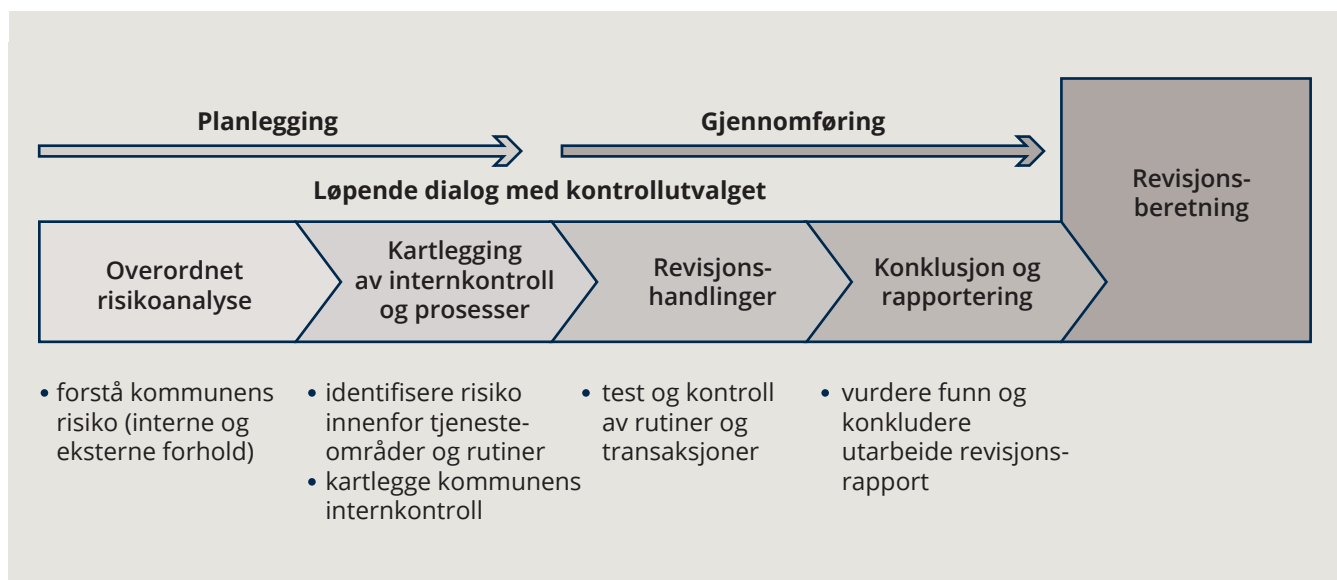 Planlegging
Gjennomføring
Løpende dialog med kontrollutvalget
Overordnet
risikoanalyse
Kartlegging
av internkontroll
og prosesser
Revisjons-
handlinger
Konklusjon og
rapportering
Revisjons-
beretning
• forstå kommunens
risiko (interne og
eksterne forhold)
• identifisere risiko
innenfor tjeneste-
områder og rutiner
• kartlegge kommunens
internkontroll
• test og kontroll
av rutiner og
transaksjoner
• vurdere funn og
konkludere
utarbeide revisjons-
rapport